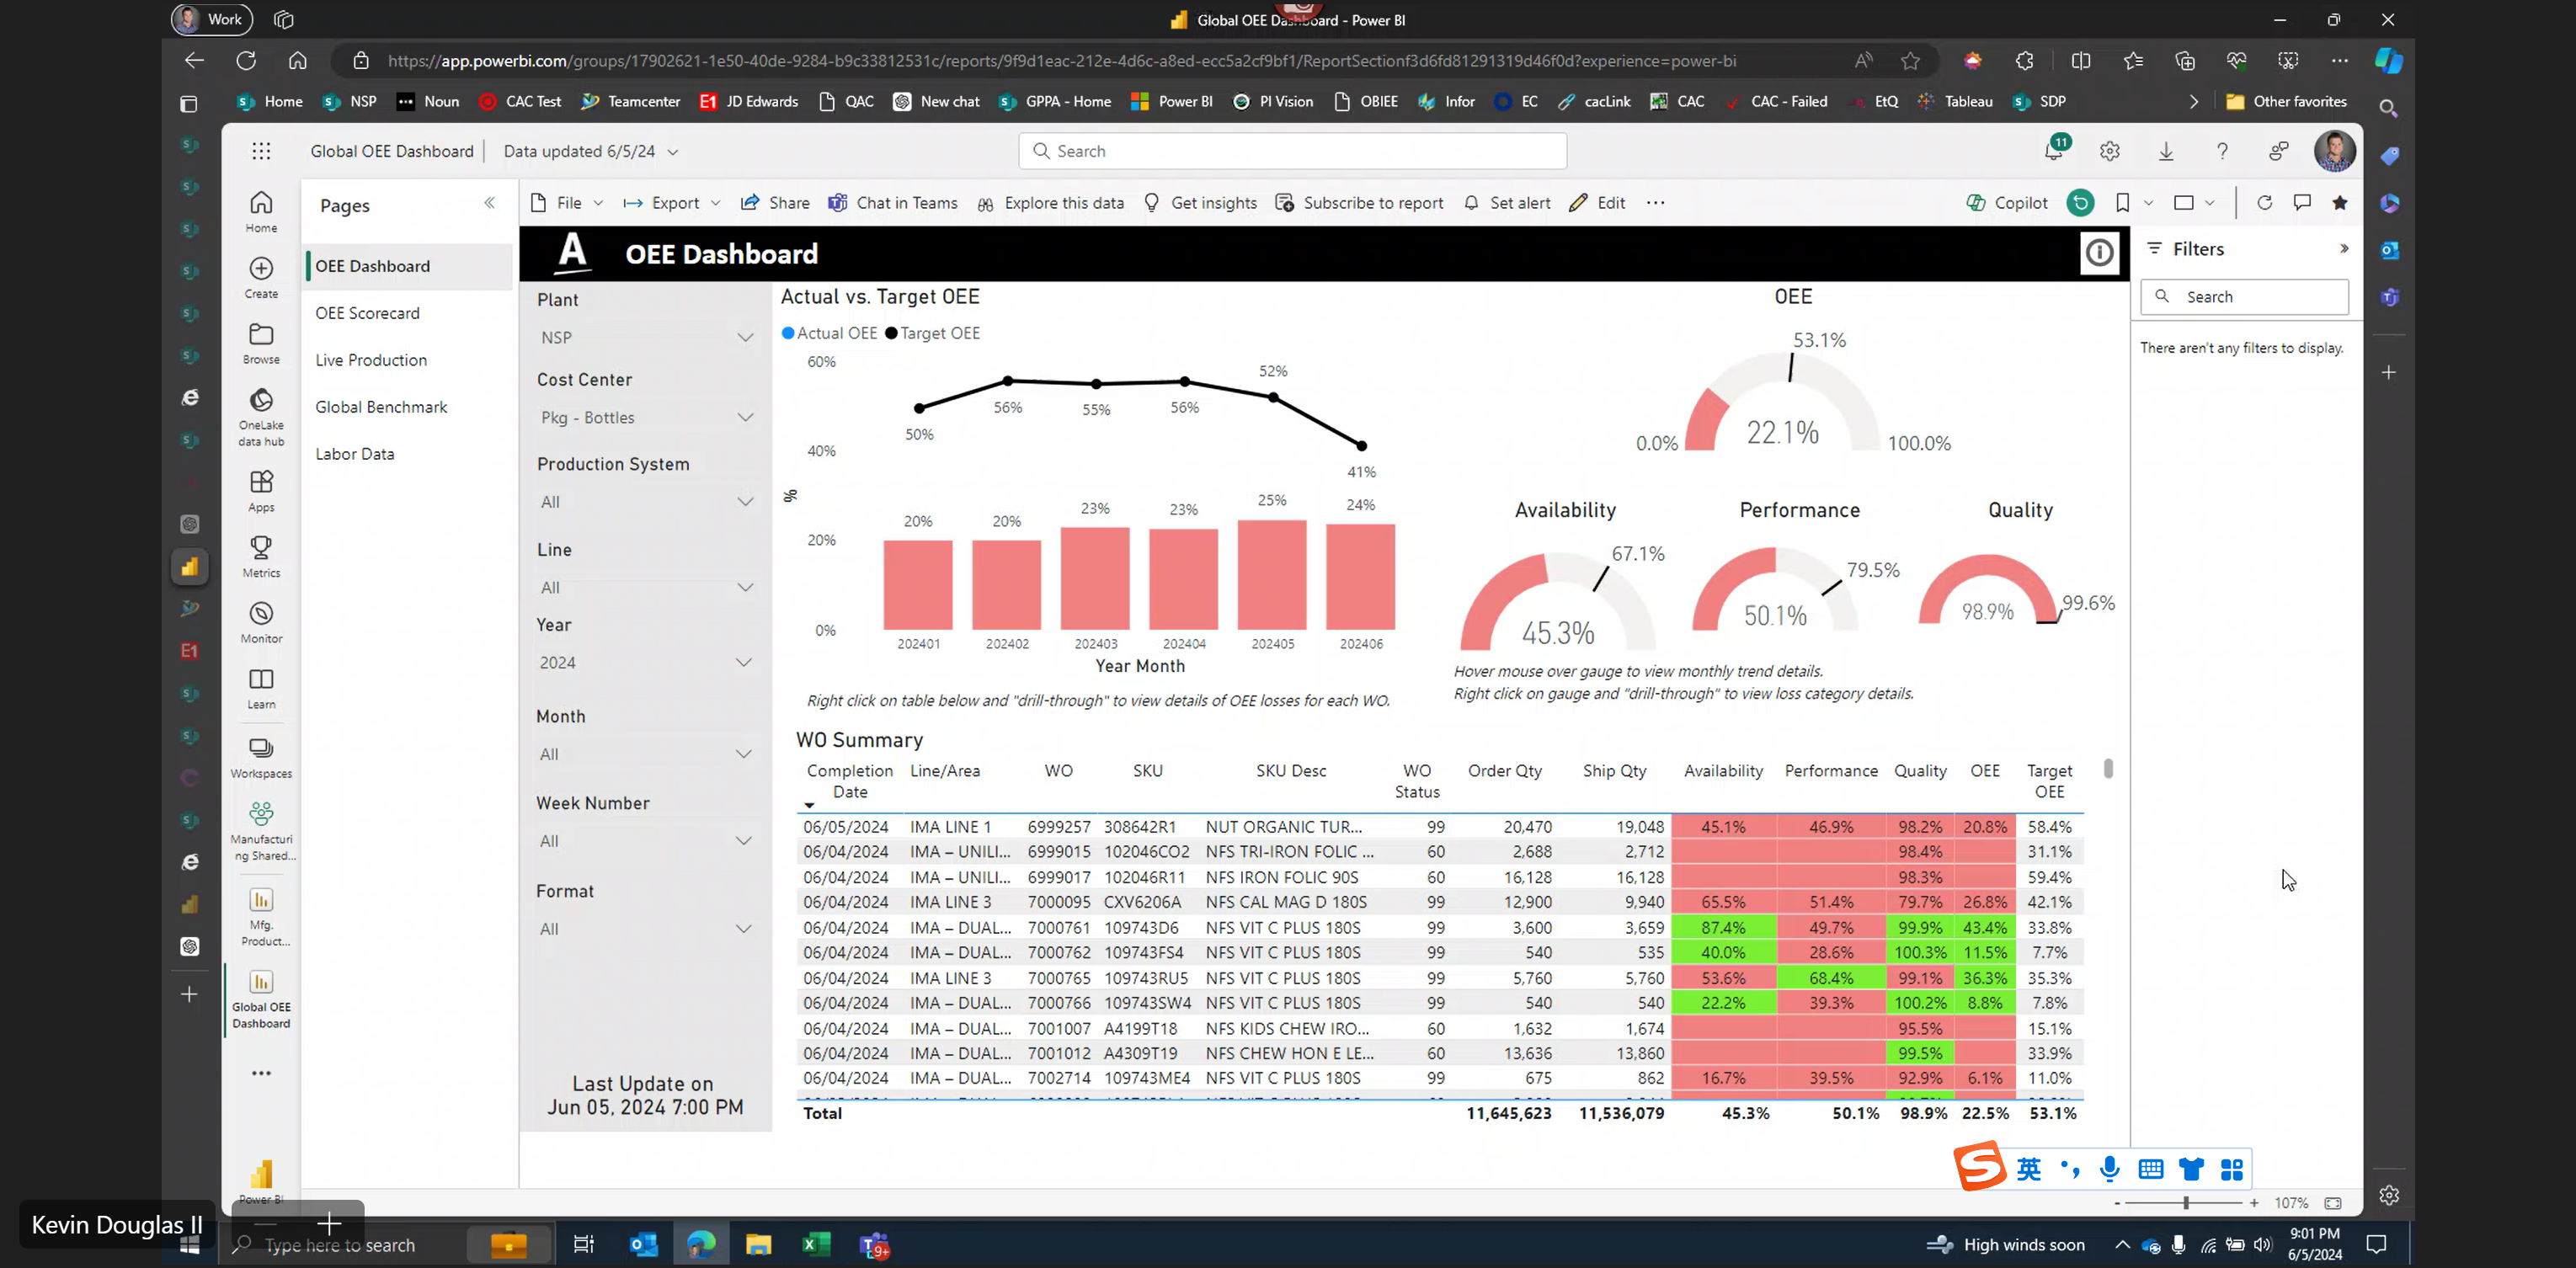 Work
Global OEE Dashboard - Power BI
https://app.powerbi.com/groups/17902621-1e50-40de-9284-b9c33812531c/reports/9f9d1eac-212e-4d6c-a8ed-ecc5a2cf9bf1/ReportSectionf3d6fd81291319d46f0d?experience=power-bi
Home NSP Noun CAC Test Teamcenter E1 JD Edwards QAC New chat GPPA - Home Power BI PI Vision OBIEE Infor EC cacLink CAC CAC - Failed EtQ Tableau SDP Other favorites
Global OEE Dashboard Data updated 6/5/24 Search 11
Pages
File Export Share Chat in Teams Explore this data Get insights Subscribe to report Set alert Edit Copilot
Home
Create
Browse
OneLake
data hub
Apps
Metrics
Monitor
Learn
Workspaces
Manufacturi
ng Shared...
Mfg.
Product...
Global OEE
Dashboard
Power BI
E1
OEE Dashboard
OEE Scorecard
Live Production
Global Benchmark
Labor Data
A OEE Dashboard
Filters
Search
There aren't any filters to display.
Plant
NSP
Cost Center
Pkg - Bottles
Production System
All
Line
All
Year
2024
Month
All
Week Number
All
Format
All
Last Update on
Jun 05, 2024 7:00 PM
Actual vs. Target OEE
Actual OEE Target OEE
60%
40%
20%
0%
%
50% 56% 55% 56% 52% 41%
20% 20% 23% 23% 25% 24%
202401 202402 202403 202404 202405 202406
Year Month
Right click on table below and "drill-through" to view details of OEE losses for each WO.
OEE
53.1%
0.0% 22.1% 100.0%
Availability Performance Quality
67.1% 79.5% 99.6%
45.3% 50.1% 98.9%
Hover mouse over gauge to view monthly trend details.
Right click on gauge and "drill-through" to view loss category details.
WO Summary
Completion Line/Area WO SKU SKU Desc WO Order Qty Ship Qty Availability Performance Quality OEE Target
Date Status OEE
06/05/2024 IMA LINE 1 6999257 308642R1 NUT ORGANIC TUR... 99 20,470 19,048 45.1% 46.9% 98.2% 20.8% 58.4%
06/04/2024 IMA – UNILI... 6999015 102046CO2 NFS TRI-IRON FOLIC ... 60 2,688 2,712 98.4% 31.1%
06/04/2024 IMA – UNILI... 6999017 102046R11 NFS IRON FOLIC 90S 60 16,128 16,128 98.3% 59.4%
06/04/2024 IMA LINE 3 7000095 CXV6206A NFS CAL MAG D 180S 99 12,900 9,940 65.5% 51.4% 79.7% 26.8% 42.1%
06/04/2024 IMA – DUAL... 7000761 109743D6 NFS VIT C PLUS 180S 99 3,600 3,659 87.4% 49.7% 99.9% 43.4% 33.8%
06/04/2024 IMA – DUAL... 7000762 109743FS4 NFS VIT C PLUS 180S 99 540 535 40.0% 28.6% 100.3% 11.5% 7.7%
06/04/2024 IMA LINE 3 7000765 109743RU5 NFS VIT C PLUS 180S 99 5,760 5,760 53.6% 68.4% 99.1% 36.3% 35.3%
06/04/2024 IMA – DUAL... 7000766 109743SW4 NFS VIT C PLUS 180S 99 540 540 22.2% 39.3% 100.2% 8.8% 7.8%
06/04/2024 IMA – DUAL... 7001007 A4199T18 NFS KIDS CHEW IRO... 60 1,632 1,674 95.5% 15.1%
06/04/2024 IMA – DUAL... 7001012 A4309T19 NFS CHEW HON E LE... 60 13,636 13,860 99.5% 33.9%
06/04/2024 IMA – DUAL... 7002714 109743ME4 NFS VIT C PLUS 180S 99 675 862 16.7% 39.5% 92.9% 6.1% 11.0%
Total 11,645,623 11,536,079 45.3% 50.1% 98.9% 22.5% 53.1%
英
107%
Kevin Douglas II
Type here to search
9+
High winds soon
9:01 PM
6/5/2024